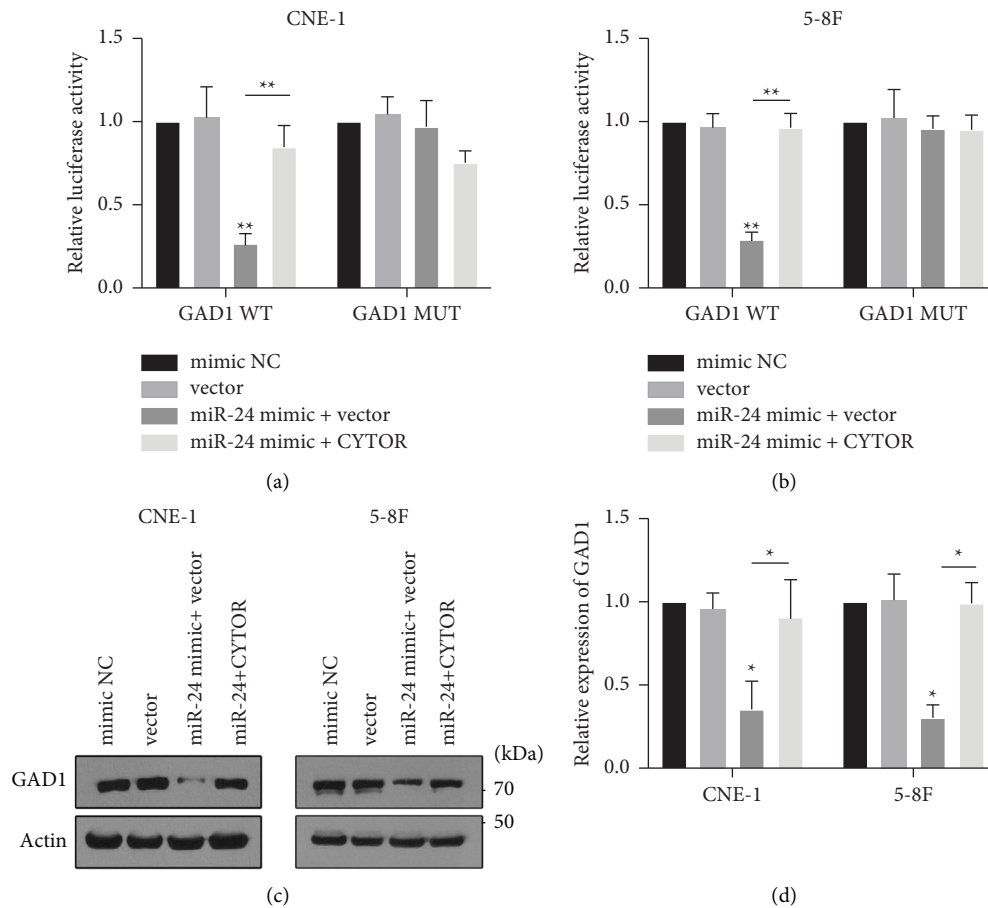 CNE-1
Relative luciferase activity
1.5
1.0
0.5
0.0
**
**
GAD1 WT
GAD1 MUT
mimic NC
vector
miR-24 mimic + vector
miR-24 mimic + CYTOR
(a)
5-8F
Relative luciferase activity
1.5
1.0
0.5
0.0
**
**
GAD1 WT
GAD1 MUT
mimic NC
vector
miR-24 mimic + vector
miR-24 mimic + CYTOR
(b)
CNE-1
5-8F
mimic NC
vector
miR-24 mimic+ vector
miR-24+CYTOR
mimic NC
vector
miR-24 mimic+ vector
miR-24+CYTOR
(kDa)
GAD1
70
50
Actin
(c)
Relative expression of GAD1
1.5
1.0
0.5
0.0
*
*
*
*
CNE-1
5-8F
(d)